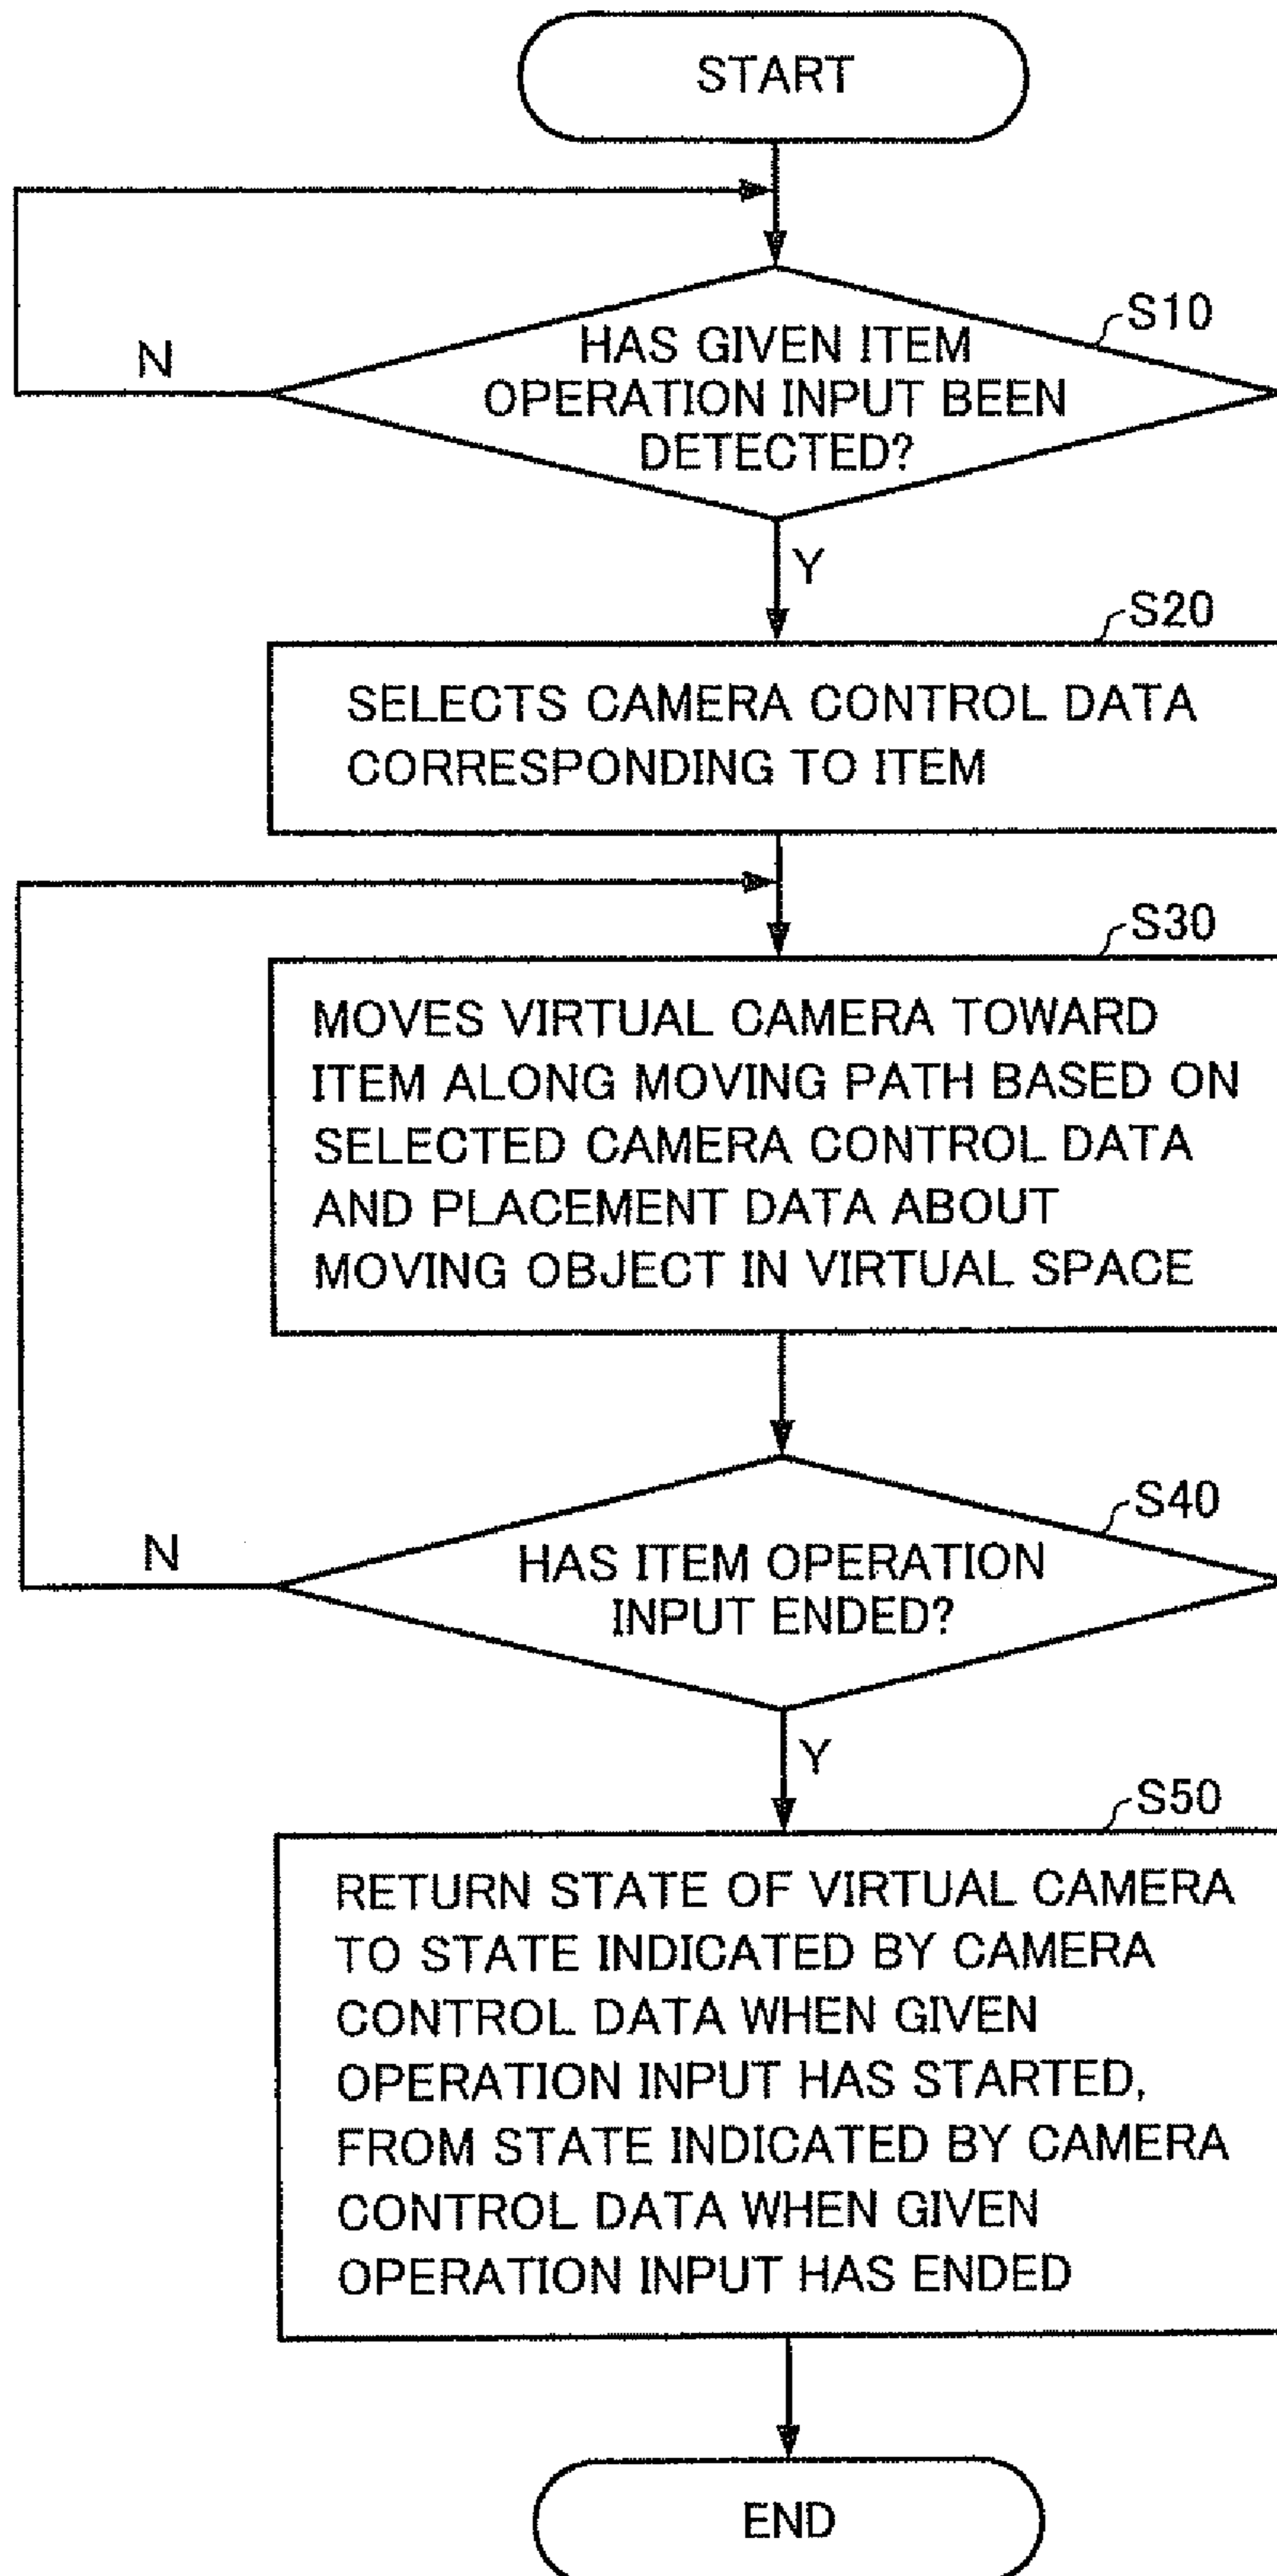 START
S10
HAS GIVEN ITEM
OPERATION INPUT BEEN
DETECTED?
N
Y
S20
SELECTS CAMERA CONTROL DATA
CORRESPONDING TO ITEM
S30
MOVES VIRTUAL CAMERA TOWARD
ITEM ALONG MOVING PATH BASED ON
SELECTED CAMERA CONTROL DATA
AND PLACEMENT DATA ABOUT
MOVING OBJECT IN VIRTUAL SPACE
S40
HAS ITEM OPERATION
INPUT ENDED?
N
Y
S50
RETURN STATE OF VIRTUAL CAMERA
TO STATE INDICATED BY CAMERA
CONTROL DATA WHEN GIVEN
OPERATION INPUT HAS STARTED,
FROM STATE INDICATED BY CAMERA
CONTROL DATA WHEN GIVEN
OPERATION INPUT HAS ENDED
END